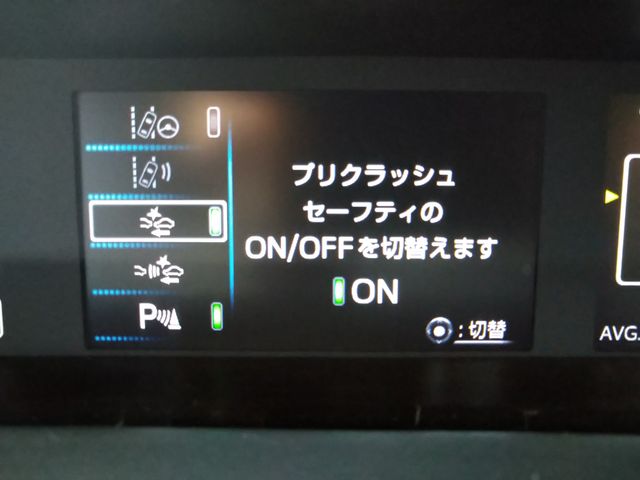 プリクラッシュ
セーフティの
ON/OFFを切替えます
ON
P
:切替
AVG.